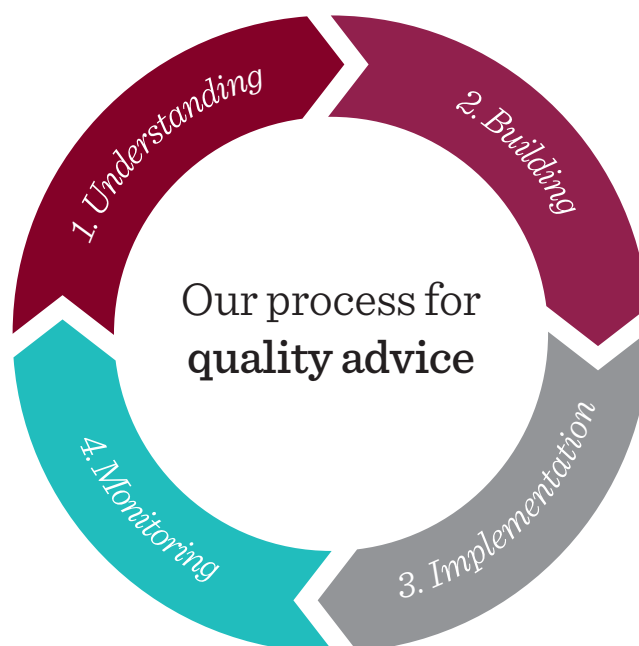 1. Understanding
2. Building
Our process for
quality advice
4. Monitoring
3. Implementation